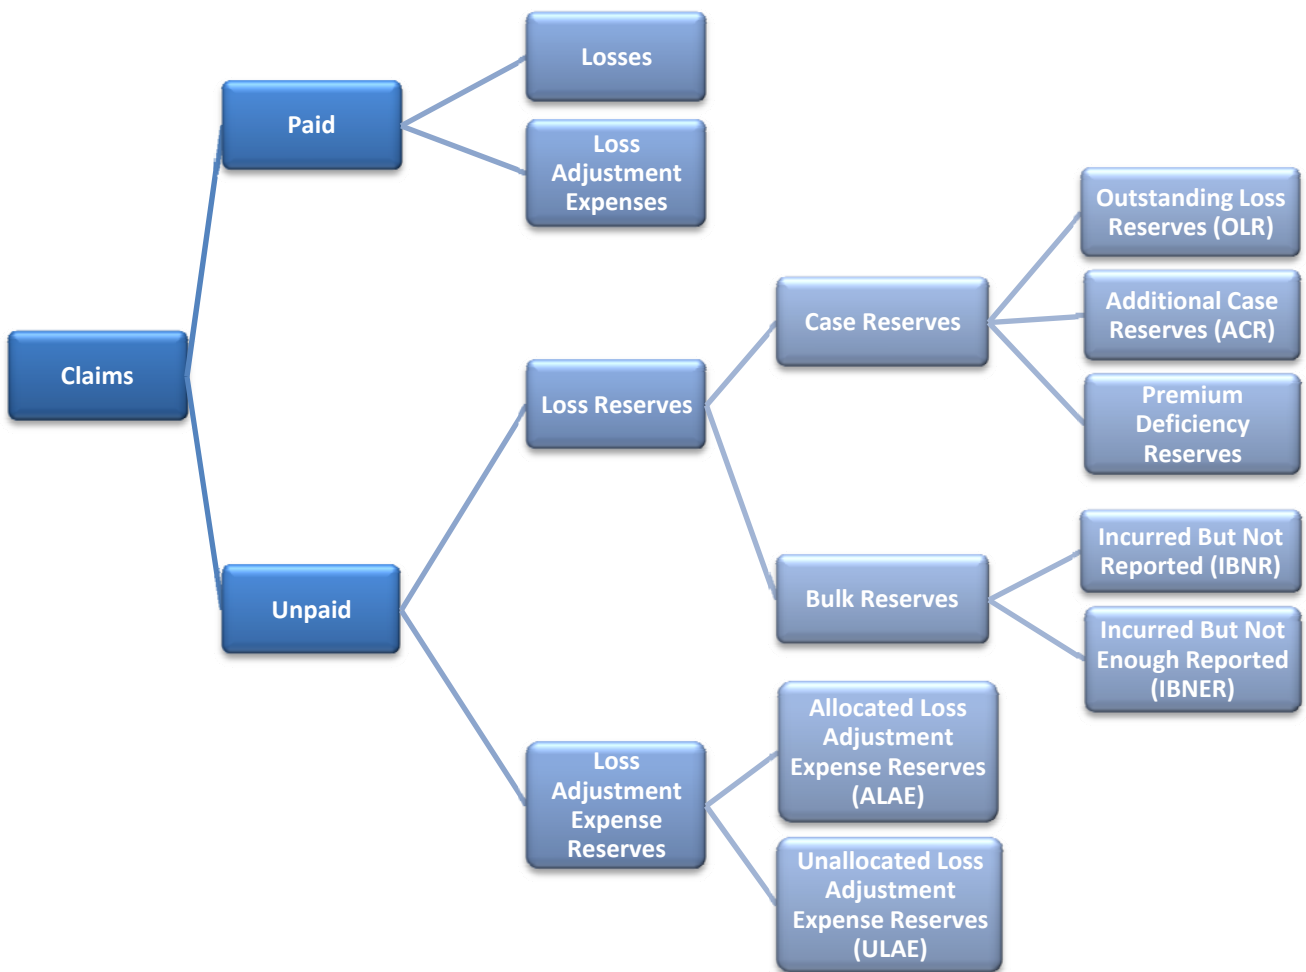 Losses
Paid
Loss
Adjustment
Expenses
Outstanding Loss
Reserves (OLR)
Case Reserves
Additional Case
Reserves (ACR)
Claims
Loss Reserves
Premium
Deficiency
Reserves
Incurred But Not
Reported (IBNR)
Unpaid
Bulk Reserves
Incurred But Not
Enough Reported
(IBNER)
Allocated Loss
Adjustment
Expense Reserves
(ALAE)
Loss
Adjustment
Expense
Reserves
Unallocated Loss
Adjustment
Expense Reserves
(ULAE)